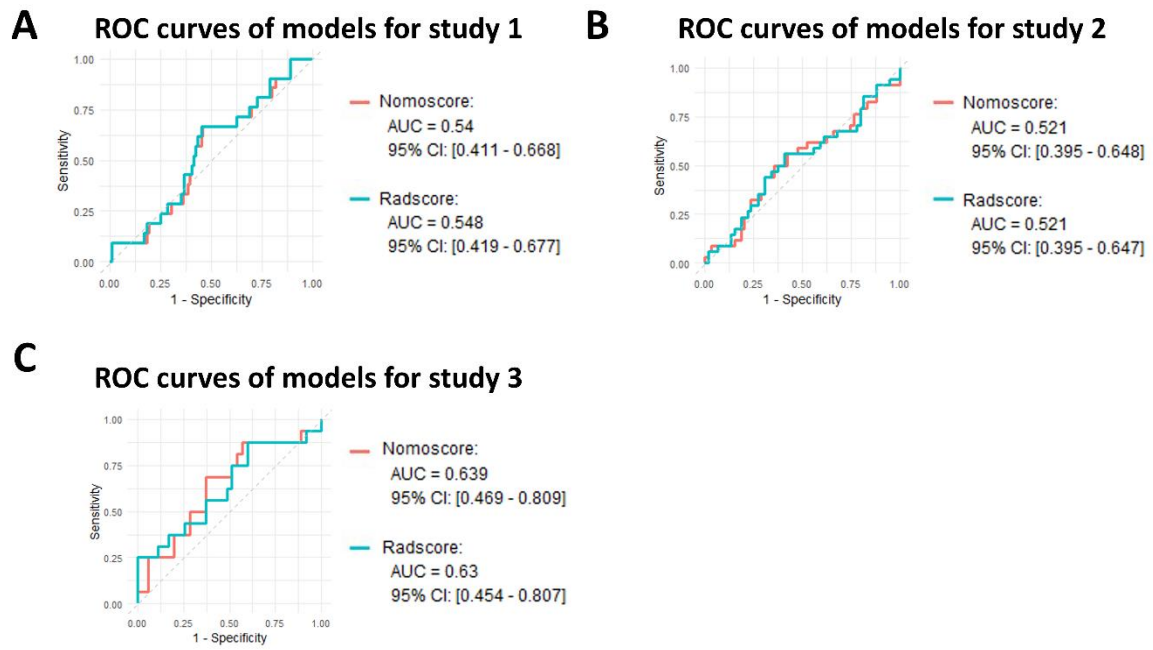 A
ROC curves of models for study 1
1.00
0.75
0.50
0.25
0.00
Sensitivity
0.00 0.25 0.50 0.75 1.00
1 - Specificity
Nomoscore:
AUC = 0.54
95% CI: [0.411 - 0.668]
Radscore:
AUC = 0.548
95% CI: [0.419 - 0.677]
B
ROC curves of models for study 2
1.00
0.75
0.50
0.25
0.00
Sensitivity
0.00 0.25 0.50 0.75 1.00
1 - Specificity
Nomoscore:
AUC = 0.521
95% CI: [0.395 - 0.648]
Radscore:
AUC = 0.521
95% CI: [0.395 - 0.647]
C
ROC curves of models for study 3
1.00
0.75
0.50
0.25
0.00
Sensitivity
0.00 0.25 0.50 0.75 1.00
1 - Specificity
Nomoscore:
AUC = 0.639
95% CI: [0.469 - 0.809]
Radscore:
AUC = 0.63
95% CI: [0.454 - 0.807]